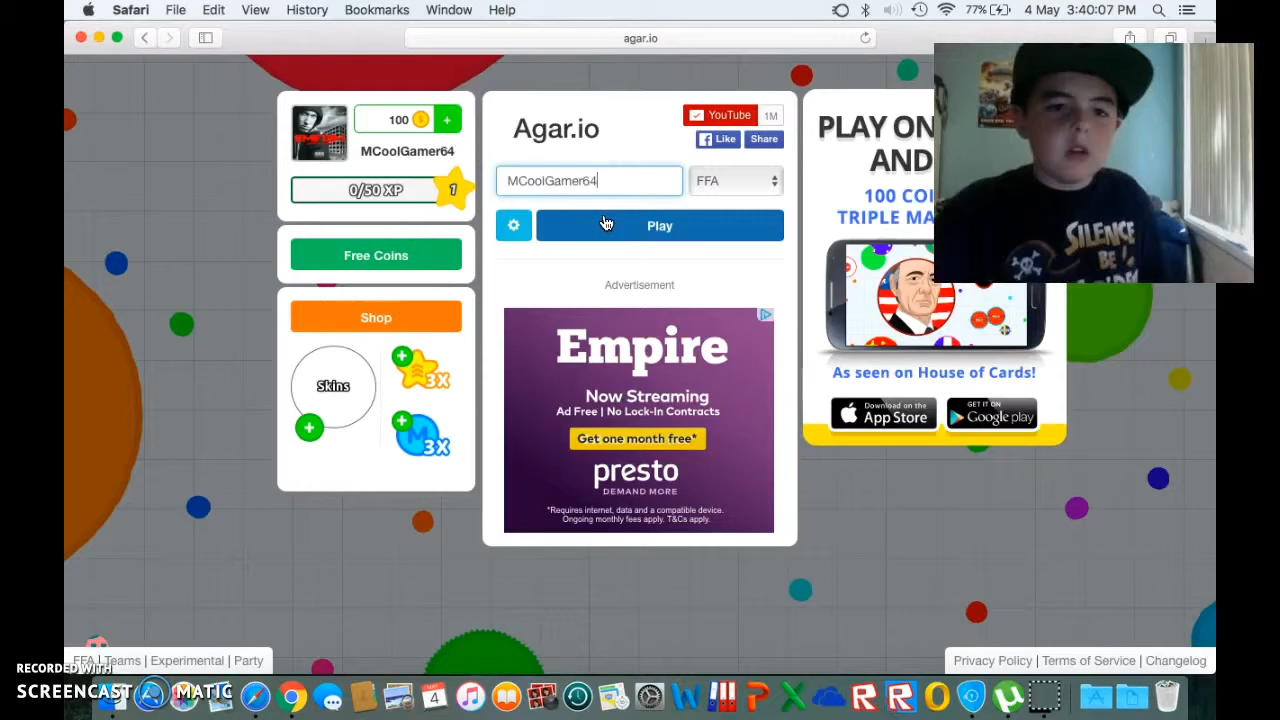 Safari File Edit View History Bookmarks Window Help 77% 4 May 3:40:07 PM
agar.io
100
MCoolGamer64
0/50 XP 1
Free Coins
Shop
Skins
3X
M 3X
Agar.io
YouTube 1M
Like Share
MCoolGamer64 FFA
Play
Advertisement
Empire
Now Streaming
Ad Free | No Lock-In Contracts
Get one month free*
presto
DEMAND MORE
*Requires internet, data and a compatible device.
Ongoing monthly fees apply. T&Cs apply.
PLAY ON
AND
100 CO
TRIPLE MA
As seen on House of Cards!
Download on the
App Store
GET IT ON
Google play
SILENCE
BE
FFA | Teams | Experimental | Party
Privacy Policy | Terms of Service | Changelog
RECORDED WITH
SCREENCAST MATIC